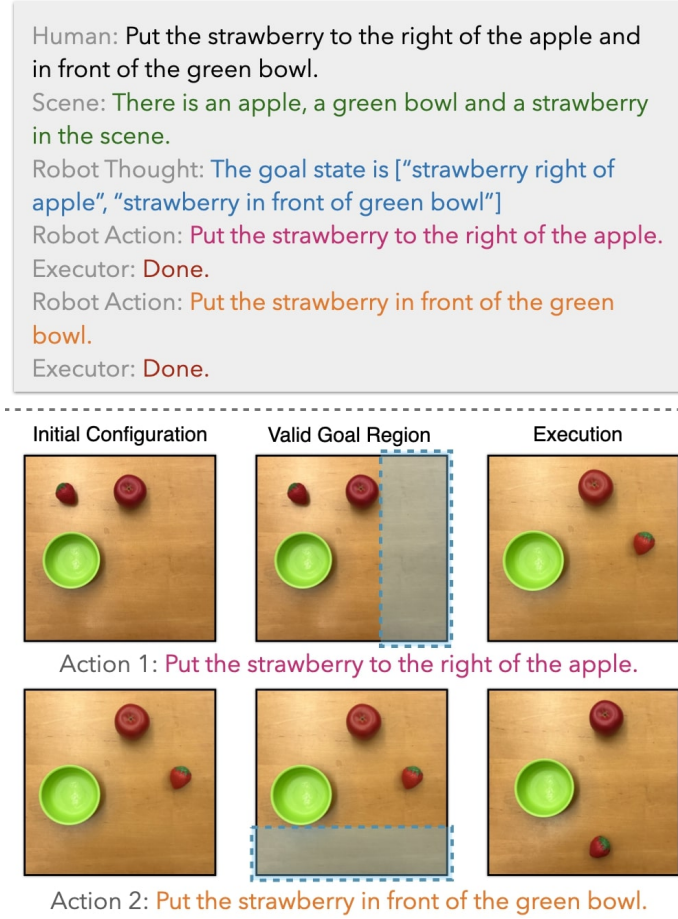 Human: Put the strawberry to the right of the apple and
in front of the green bowl.
Scene: There is an apple, a green bowl and a strawberry
in the scene.
Robot Thought: The goal state is [“strawberry right of
apple”, “strawberry in front of green bowl”]
Robot Action: Put the strawberry to the right of the apple.
Executor: Done.
Robot Action: Put the strawberry in front of the green
bowl.
Executor: Done.
Initial Configuration Valid Goal Region Execution
Action 1: Put the strawberry to the right of the apple.
Action 2: Put the strawberry in front of the green bowl.